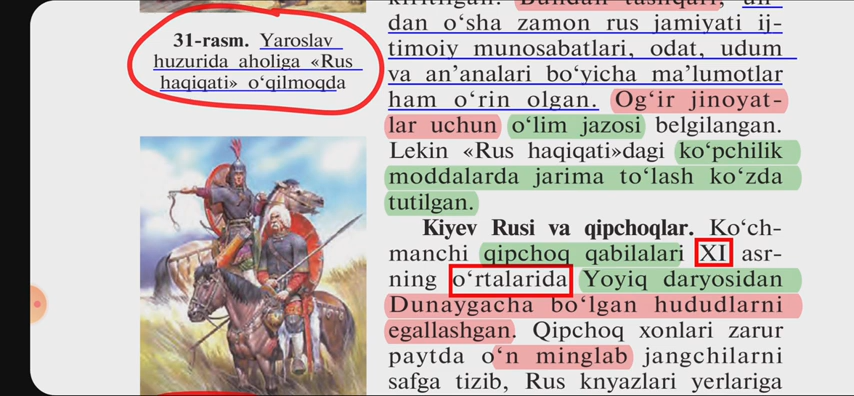 31-rasm. Yaroslav
huzurida aholiga «Rus
haqiqati» o‘qilmoqda
dan o‘sha zamon rus jamiyati ij-
timoiy munosabatlari, odat, udum
va an’analari bo‘yicha ma’lumotlar
ham o‘rin olgan. Og‘ir jinoyat-
lar uchun o‘lim jazosi belgilangan.
Lekin «Rus haqiqati»dagi ko‘pchilik
moddalarda jarima to‘lash ko‘zda
tutilgan.
Kiyev Rusi va qipchoqlar. Ko‘ch-
manchi qipchoq qabilalari XI asr-
ning o‘rtalarida Yoyiq daryosidan
Dunaygacha bo‘lgan hududlarni
egallashgan. Qipchoq xonlari zarur
paytda o‘n minglab jangchilarni
safga tizib, Rus knyazlari yerlariga